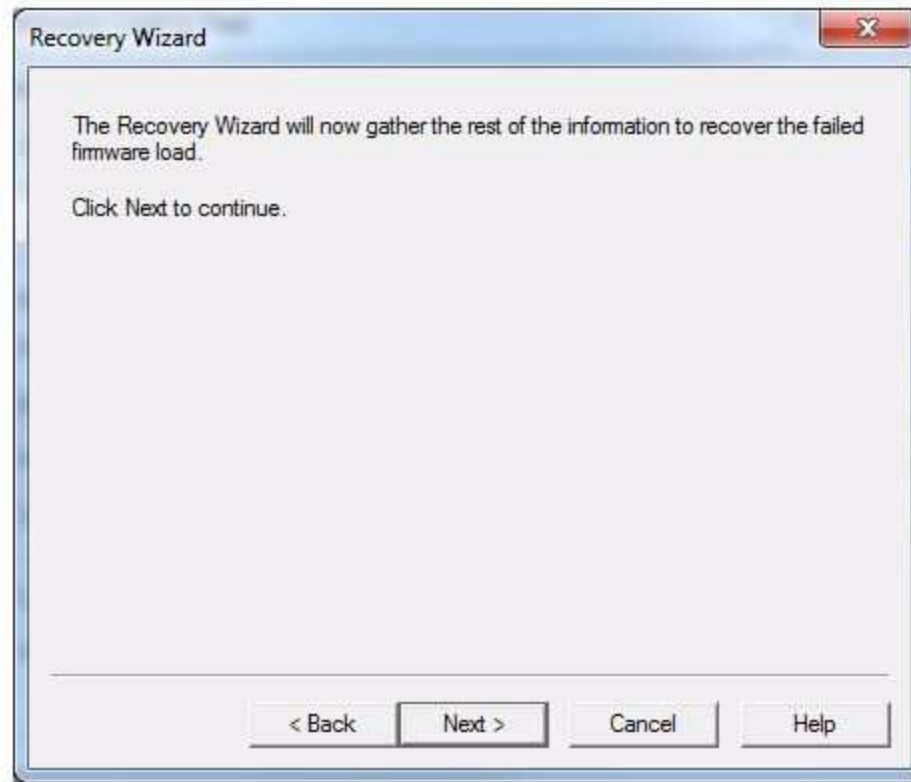 Recovery Wizard
The Recovery Wizard will now gather the rest of the information to recover the failed
firmware load.
Click Next to continue.
< Back
Next >
Cancel
Help